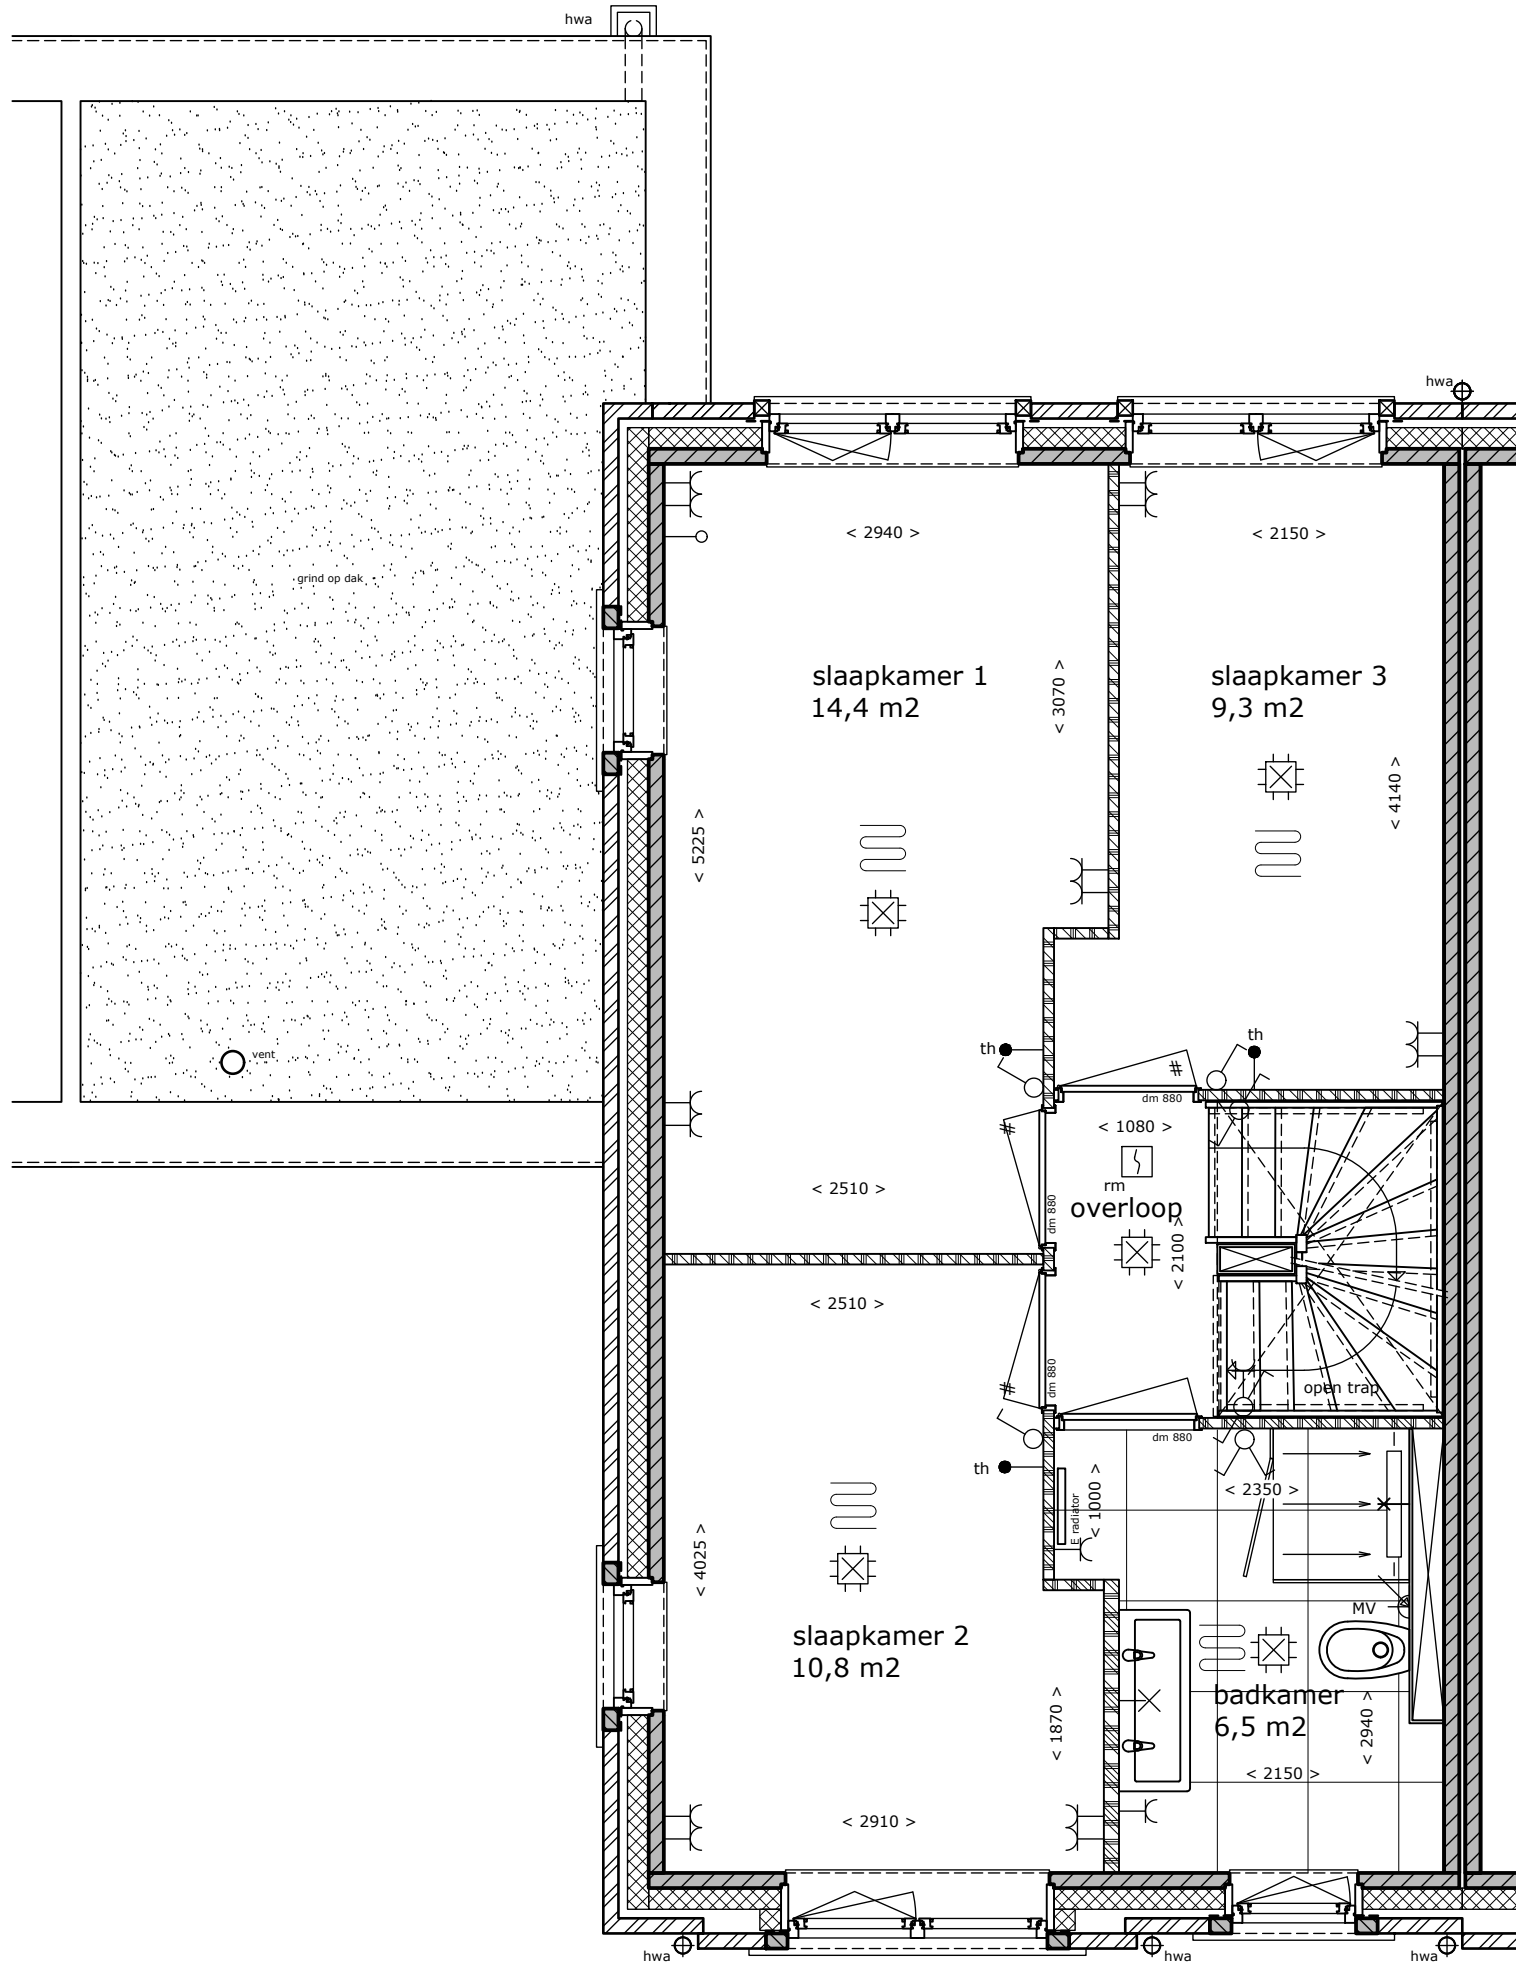 hwa
hwa
< 2940 >
< 2150 >
grind op dak
slaapkamer 1
14,4 m2
< 3070 >
slaapkamer 3
9,3 m2
< 5225 >
< 4140 >
vent
th
th
#
dm 880
#
< 1080 >
rm
overloop
dm 880
< 2100 >
< 2510 >
< 2510 >
#
dm 880
open trap
dm 880
th
E radiator
< 1000 >
< 2350 >
< 4025 >
MV
slaapkamer 2
10,8 m2
badkamer
6,5 m2
< 1870 >
< 2940 >
< 2150 >
< 2910 >
hwa
hwa
hwa